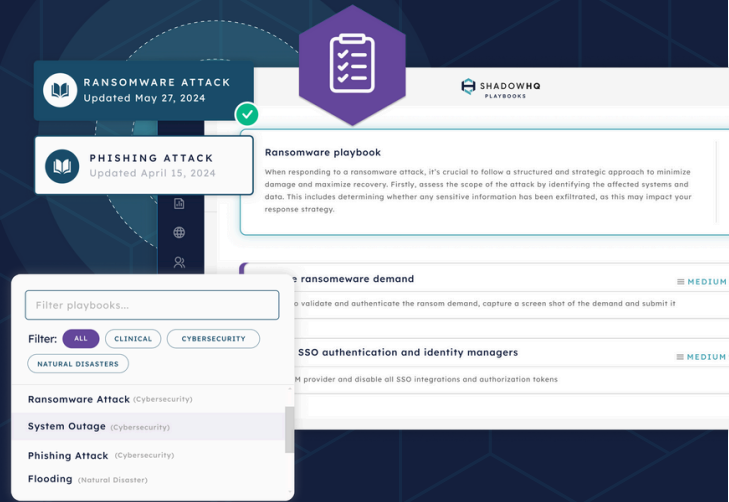 RANSOMWARE ATTACK
Updated May 27, 2024
PHISHING ATTACK
Updated April 15, 2024
SHADOWHQ
PLAYBOOKS
Ransomware playbook
When responding to a ransomware attack, it's crucial to follow a structured and strategic approach to minimize
damage and maximize recovery. Firstly, assess the scope of the attack by identifying the affected systems and
data. This includes determining whether any sensitive information has been exfiltrated, as this may impact your
response strategy.
ransomeware demand
MEDIUM
to validate and authenticate the ransom demand, capture a screen shot of the demand and submit it
SSO authentication and identity managers
MEDIUM
provider and disable all SSO integrations and authorization tokens
Filter playbooks...
Filter: ALL CLINICAL CYBERSECURITY
NATURAL DISASTERS
Ransomware Attack (Cybersecurity)
System Outage (Cybersecurity)
Phishing Attack (Cybersecurity)
Flooding (Natural Disaster)